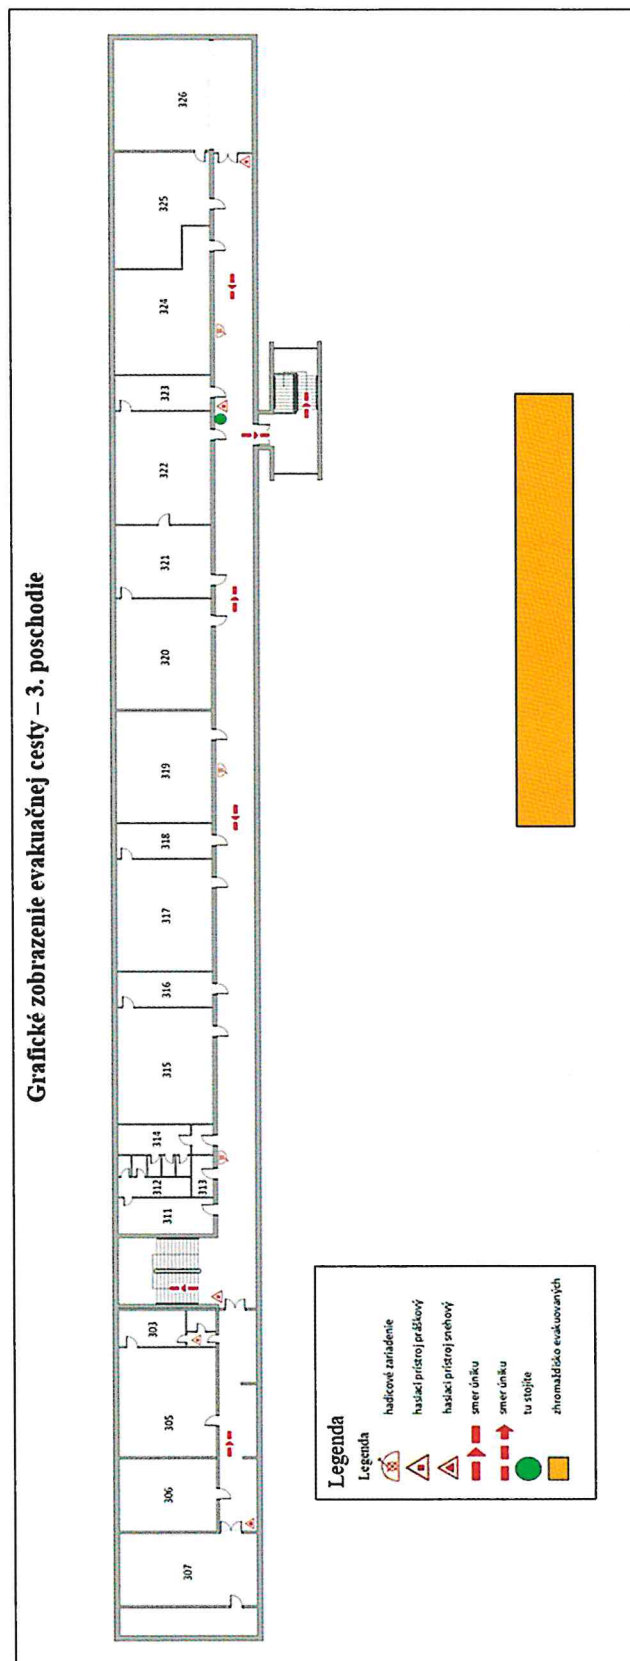 Grafické zobrazenie evakuačnej cesty – 3. poschodie
307
306
305
303
311
312
313
314
315
316
317
318
319
320
321
322
323
324
325
326
Legenda
Legenda
hadicové zariadenie
hasiaci prístroj práškový
hasiaci prístroj snehový
smer úniku
smer úniku
tu stojíte
zhromaždisko evakuovaných